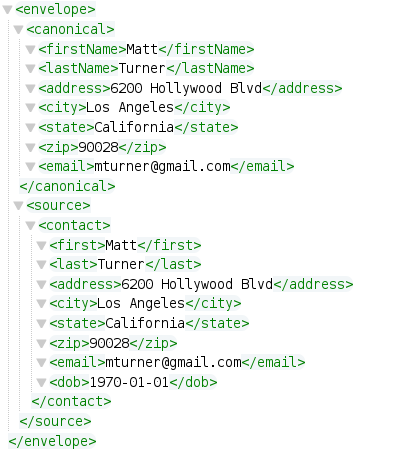 <envelope>
<canonical>
<firstName>Matt</firstName>
<lastName>Turner</lastName>
<address>6200 Hollywood Blvd</address>
<city>Los Angeles</city>
<state>California</state>
<zip>90028</zip>
<email>mturner@gmail.com</email>
</canonical>
<source>
<contact>
<first>Matt</first>
<last>Turner</last>
<address>6200 Hollywood Blvd</address>
<city>Los Angeles</city>
<state>California</state>
<zip>90028</zip>
<email>mturner@gmail.com</email>
<dob>1970-01-01</dob>
</contact>
</source>
</envelope>